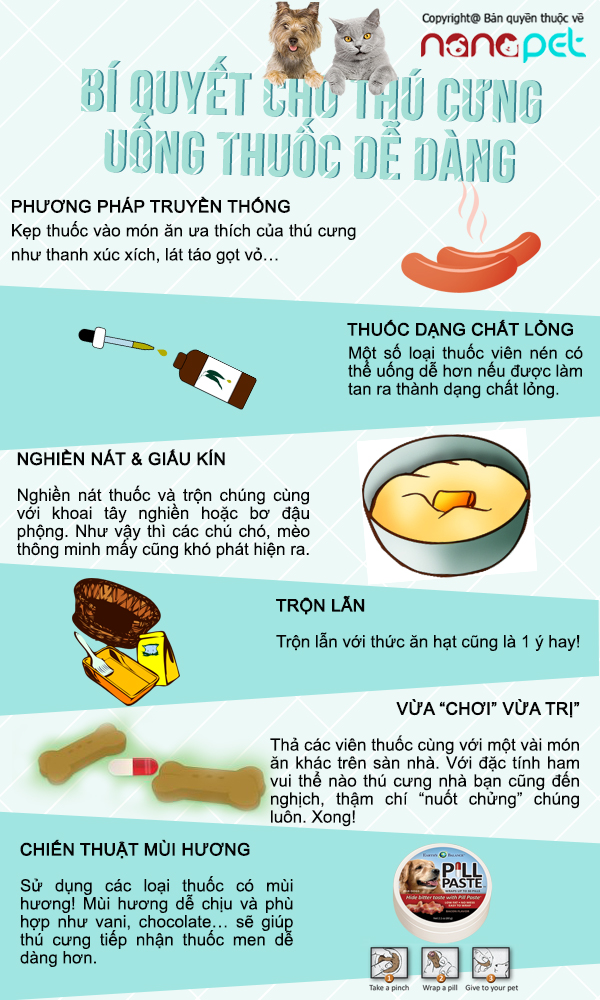 Copyright@ Bản quyền thuộc về
nanapet
BÍ QUYẾT CHO THÚ CƯNG
UỐNG THUỐC DỄ DÀNG
PHƯƠNG PHÁP TRUYỀN THỐNG
Kẹp thuốc vào món ăn ưa thích của thú cưng
như thanh xúc xích, lát táo gọt vỏ…
THUỐC DẠNG CHẤT LỎNG
Một số loại thuốc viên nén có
thể uống dễ hơn nếu được làm
tan ra thành dạng chất lỏng.
NGHIỀN NÁT & GIẤU KÍN
Nghiền nát thuốc và trộn chúng cùng
với khoai tây nghiền hoặc bơ đậu
phộng. Như vậy thì các chú chó, mèo
thông minh mấy cũng khó phát hiện ra.
TRỘN LẪN
Trộn lẫn với thức ăn hạt cũng là 1 ý hay!
VỪA “CHƠI” VỪA TRỊ”
Thả các viên thuốc cùng với một vài món
ăn khác trên sàn nhà. Với đặc tính ham
vui thể nào thú cưng nhà bạn cũng đến
nghịch, thậm chí “nuốt chửng” chúng
luôn. Xong!
CHIẾN THUẬT MÙI HƯƠNG
Sử dụng các loại thuốc có mùi
hương! Mùi hương dễ chịu và phù
hợp như vani, chocolate… sẽ giúp
thú cưng tiếp nhận thuốc men dễ
dàng hơn.
PILL
PASTE
Hide bitter taste with Pill Paste
1 2 3
Take a pinch Wrap a pill Give to your pet